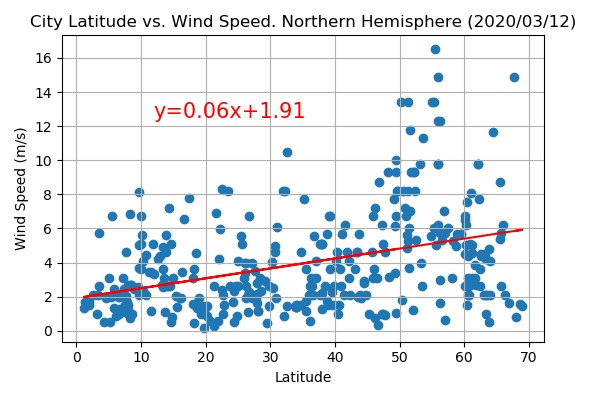 City Latitude vs. Wind Speed. Northern Hemisphere (2020/03/12)
16
14
12
10
8
6
4
2
0
Wind Speed (m/s)
y=0.06x+1.91
0 10 20 30 40 50 60 70
Latitude